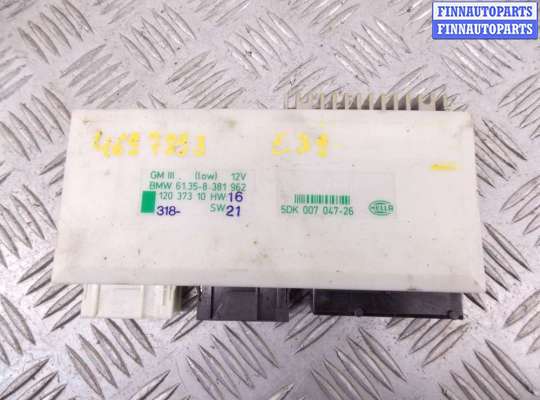 FINNAUTOPARTS
FINNAUTOPARTS
GM III (low) 12V
BMW 61.35-8 381 962
120 373 10 HW 16
318- SW 21
5DK 007 047-26 HELLA